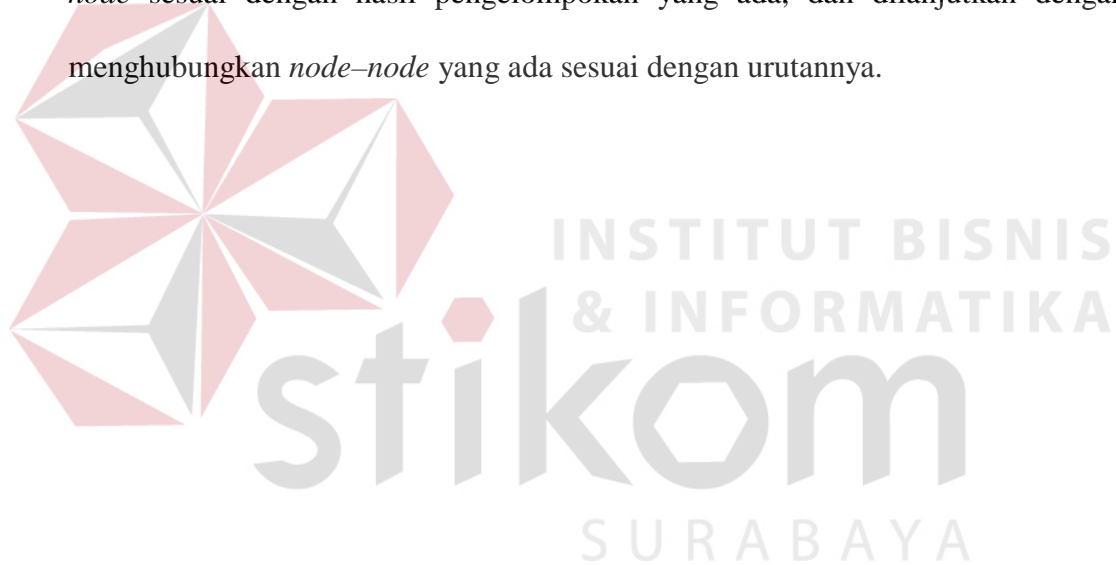 node sesuai dengan hasil pengelompokan yang ada, dan dilanjutkan dengan
menghubungkan node–node yang ada sesuai dengan urutannya.
INSTITUT BISNIS
& INFORMATIKA
stikom
SURABAYA